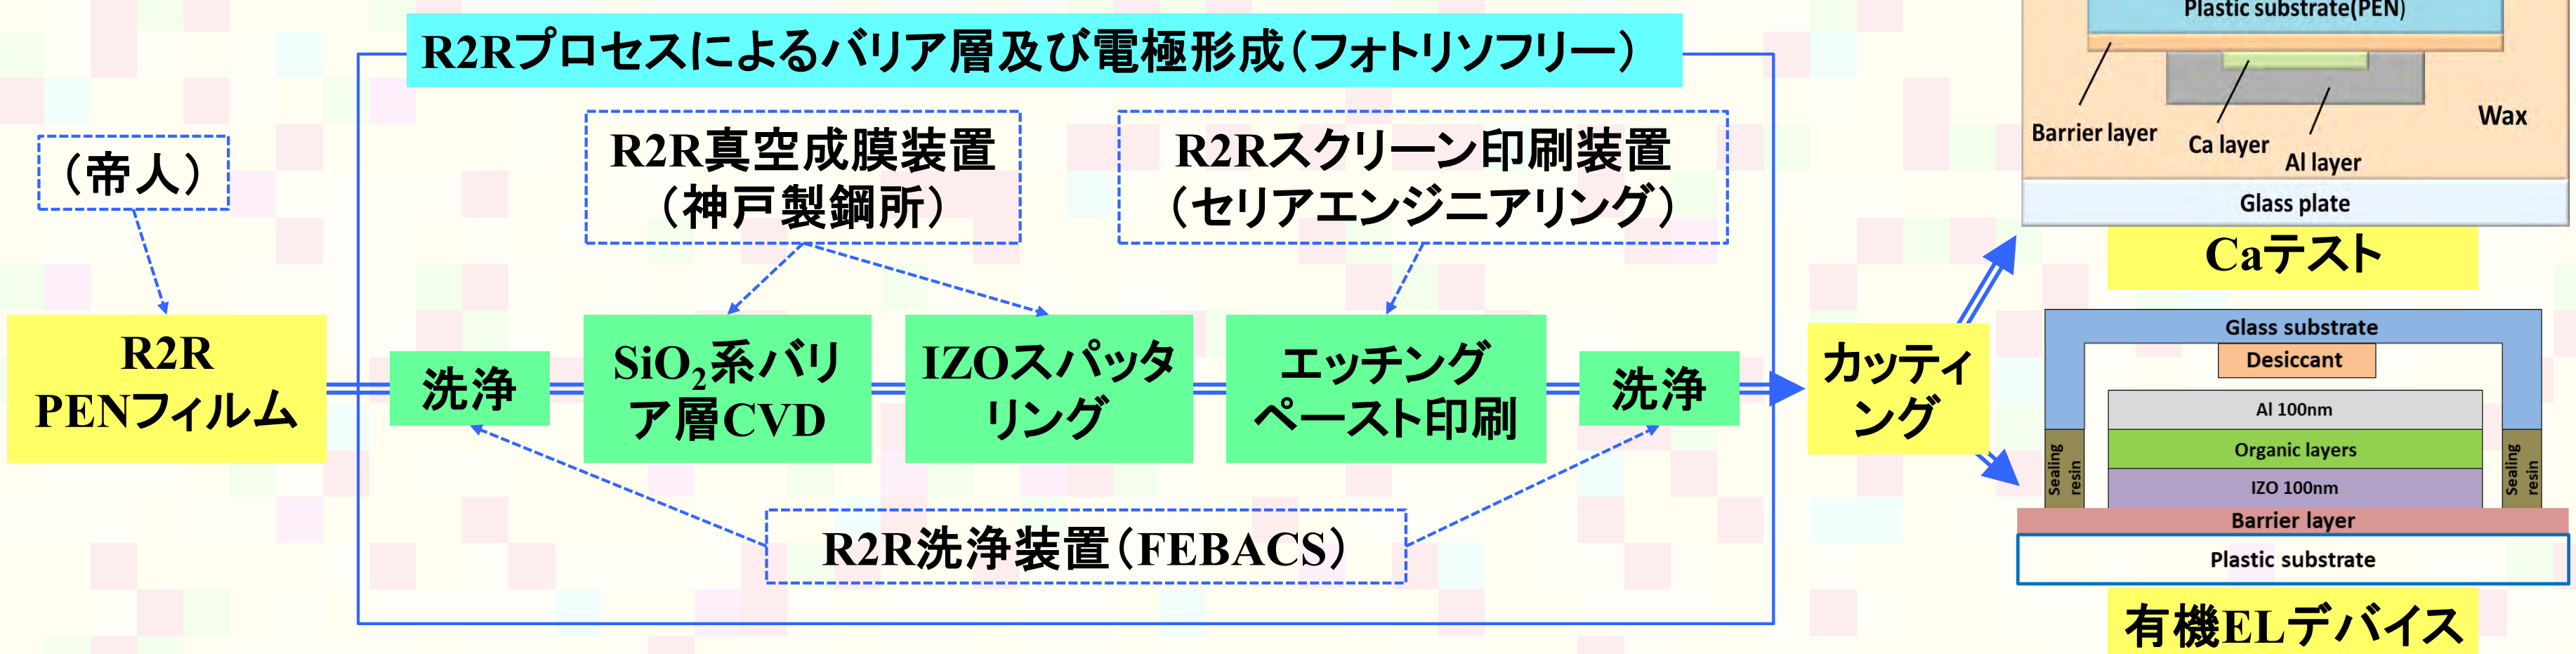 R2Rプロセスによるバリア層及び電極形成(フォトリソフリー)
(帝人)
R2R真空成膜装置
(神戸製鋼所)
R2Rスクリーン印刷装置
(セリアエンジニアリング)
R2R
PENフィルム
洗浄
SiO₂系バリ
ア層CVD
IZOスパッタ
リング
エッチング
ペースト印刷
洗浄
カッティ
ング
R2R洗浄装置(FEBACS)
Plastic substrate(PEN)
Barrier layer
Ca layer
Al layer
Wax
Glass plate
Caテスト
Glass substrate
Desiccant
Al 100nm
Organic layers
IZO 100nm
Sealing
resin
Sealing
resin
Barrier layer
Plastic substrate
有機ELデバイス